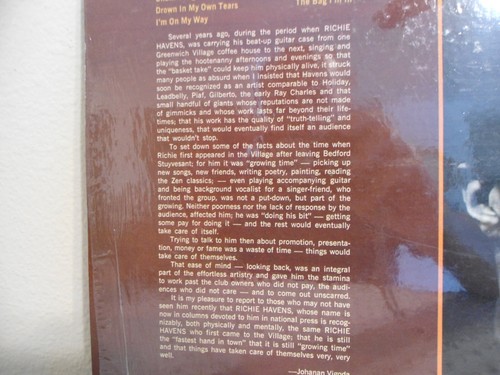 Drown In My Own Tears
The Bag I'm In
I'm On My Way
Several years ago, during the period when RICHIE
HAVENS, was carrying his beat-up guitar case from one
Greenwich Village coffee house to the next, singing and
playing the hootenanny afternoons and evenings so that
the "basket take" could keep him physically alive, it struck
many people as absurd when I insisted that Havens would
soon be recognized as an artist comparable to Holiday,
Leadbelly, Piaf, Gilberto, the early Ray Charles and that
small handful of giants whose reputations are not made
of gimmicks and whose work lasts far beyond their life-
times; that his work has the quality of "truth-telling" and
uniqueness, that would eventually find itself an audience
that wouldn't stop.
To set down some of the facts about the time when
Richie first appeared in the Village after leaving Bedford
Stuyvesant; for him it was "growing time" — picking up
new songs, new friends, writing poetry, painting, reading
the Zen classics; — even playing accompanying guitar
and being background vocalist for a singer-friend, who
fronted the group, was not a put-down, but part of the
growing. Neither poorness nor the lack of response by the
audience, affected him; he was "doing his bit" — getting
some pay for doing it — and the rest would eventually
take care of itself.
Trying to talk to him then about promotion, presenta-
tion, money or fame was a waste of time — things would
take care of themselves.
That ease of mind — looking back, was an integral
part of the effortless artistry and gave him the stamina
to work past the club owners who did not pay, the audi-
ences who did not care — and to come out unscarred.
It is my pleasure to report to those who may not have
seen him recently that RICHIE HAVENS, whose name is
now in columns devoted to him in national press is recog-
nizably, both physically and mentally, the same RICHIE
HAVENS who first came to the Village; that he is still
the "fastest hand in town" that it is still "growing time"
and that things have taken care of themselves very, very
well.
—Johanan Vigoda